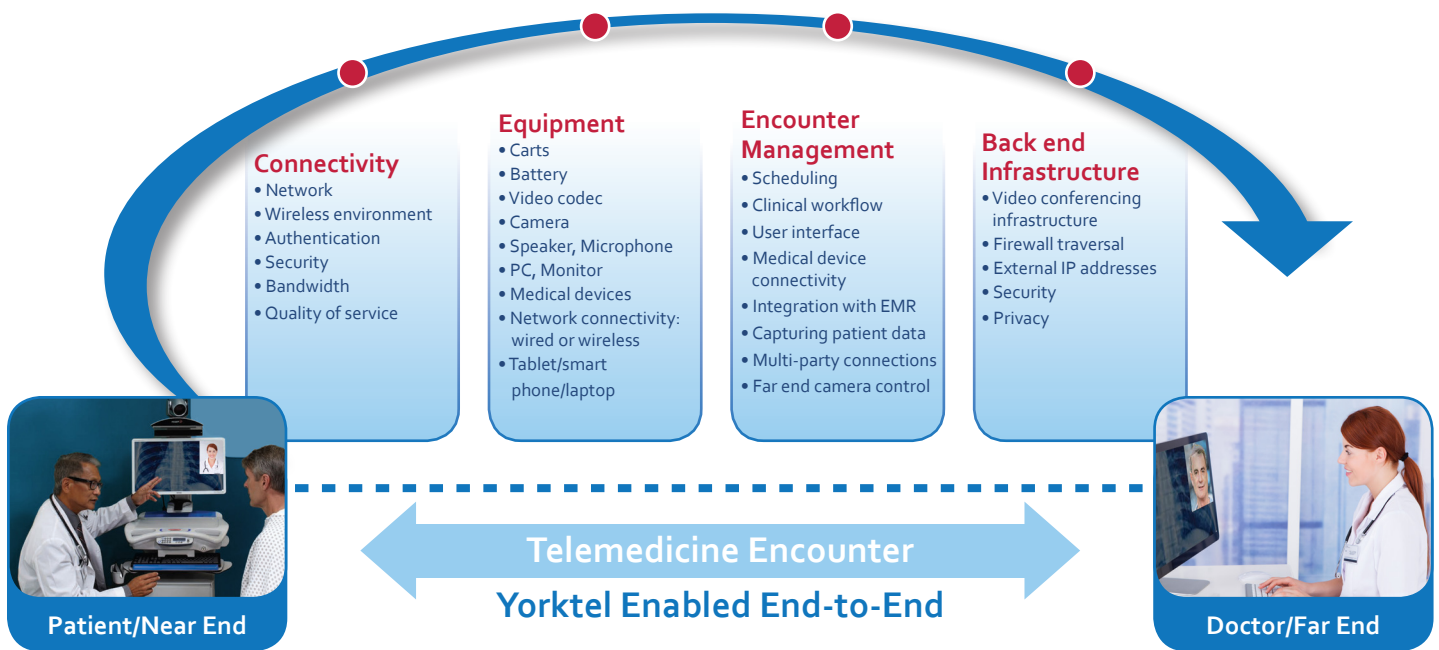 Connectivity
• Network
• Wireless environment
• Authentication
• Security
• Bandwidth
• Quality of service
Equipment
• Carts
• Battery
• Video codec
• Camera
• Speaker, Microphone
• PC, Monitor
• Medical devices
• Network connectivity:
wired or wireless
• Tablet/smart
phone/laptop
Encounter
Management
• Scheduling
• Clinical workflow
• User interface
• Medical device
connectivity
• Integration with EMR
• Capturing patient data
• Multi-party connections
• Far end camera control
Back end
Infrastructure
• Video conferencing
infrastructure
• Firewall traversal
• External IP addresses
• Security
• Privacy
Telemedicine Encounter
Yorktel Enabled End-to-End
Patient/Near End
Doctor/Far End